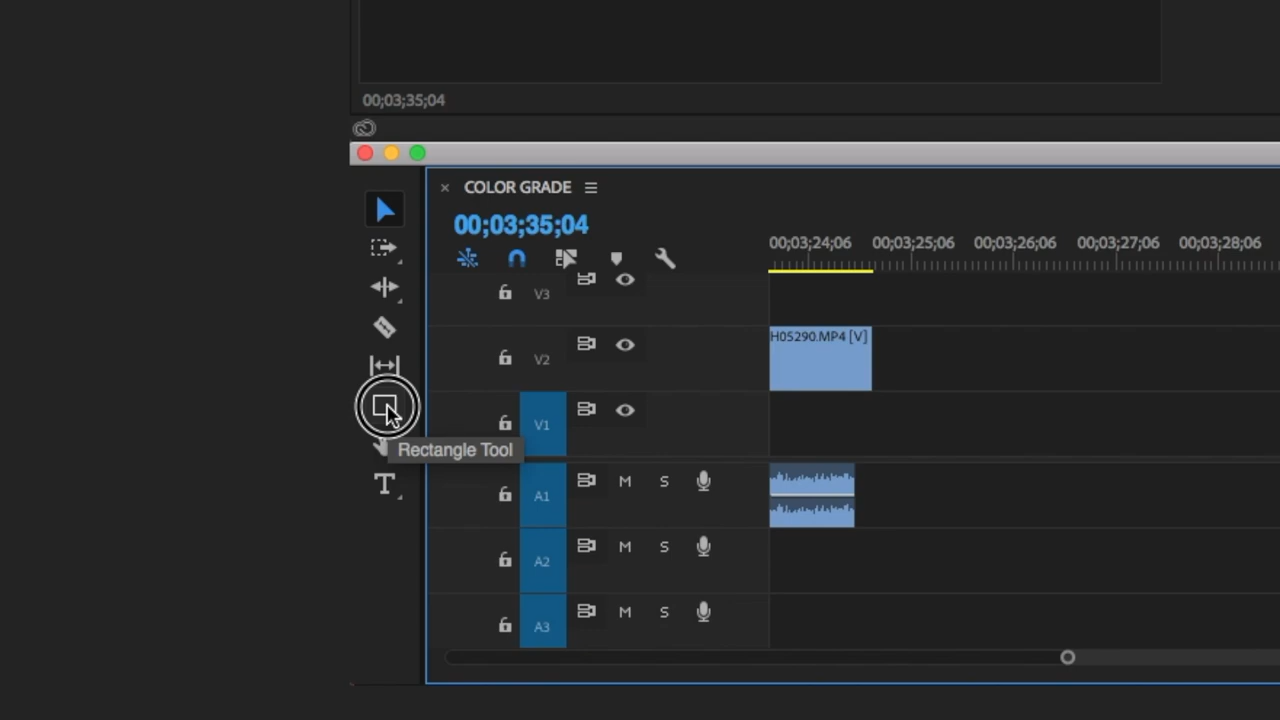 00;03;35;04
× COLOR GRADE
00;03;35;04
00;03;24;06 00;03;25;06 00;03;26;06 00;03;27;06 00;03;28;06
V3
V2
H05290.MP4 [V]
V1
Rectangle Tool
T
A1 M S
A2 M S
A3 M S